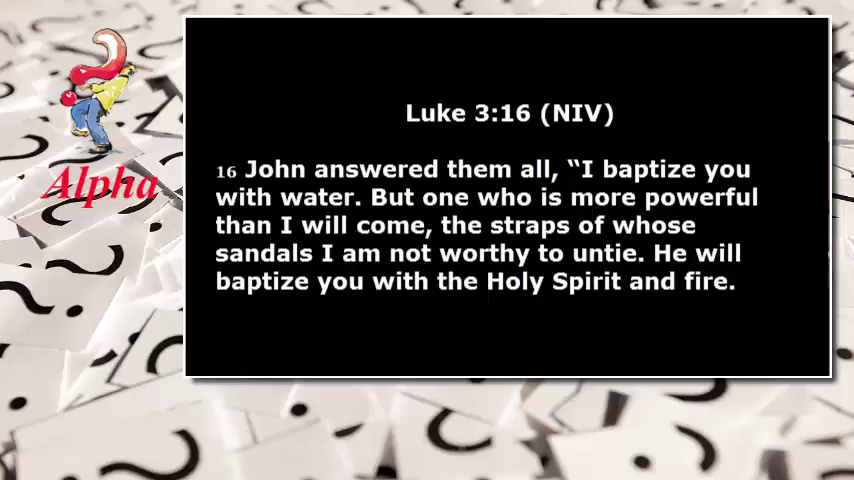 Alpha
Luke 3:16 (NIV)
16 John answered them all, “I baptize you
with water. But one who is more powerful
than I will come, the straps of whose
sandals I am not worthy to untie. He will
baptize you with the Holy Spirit and fire.